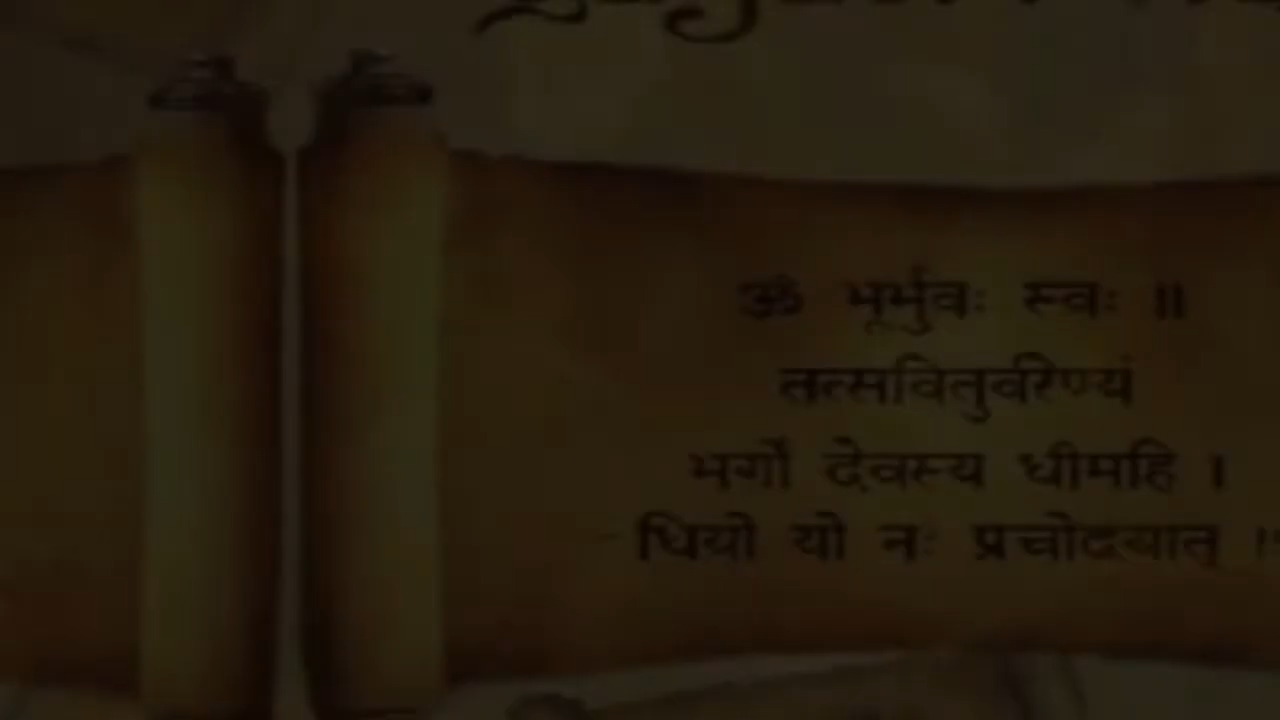 ॐ भूर्भुवः स्वः ॥
तत्सवितुर्वरेण्यं
भर्गो देवस्य धीमहि ।
धियो यो नः प्रचोदयात् ॥